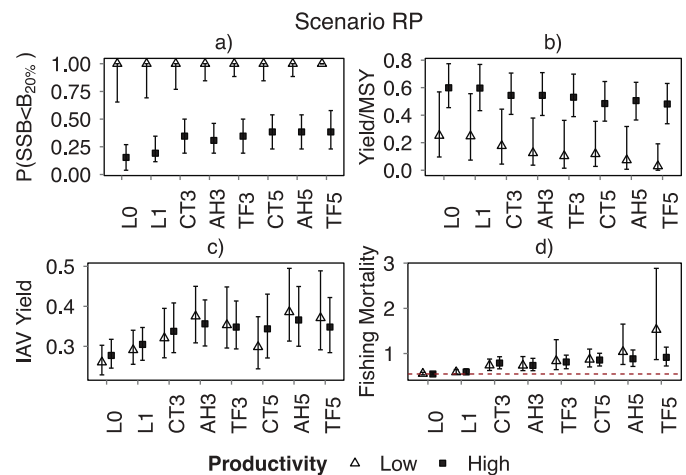 Scenario RP
a)
b)
P(SSB<B20%)
1.00
0.75
0.50
0.25
0.00
L0
L1
CT3
AH3
TF3
CT5
AH5
TF5
Yield/MSY
0.8
0.6
0.4
0.2
0.0
L0
L1
CT3
AH3
TF3
CT5
AH5
TF5
c)
d)
IAV Yield
0.5
0.4
0.3
L0
L1
CT3
AH3
TF3
CT5
AH5
TF5
Fishing Mortality
3
2
1
L0
L1
CT3
AH3
TF3
CT5
AH5
TF5
Productivity Low High